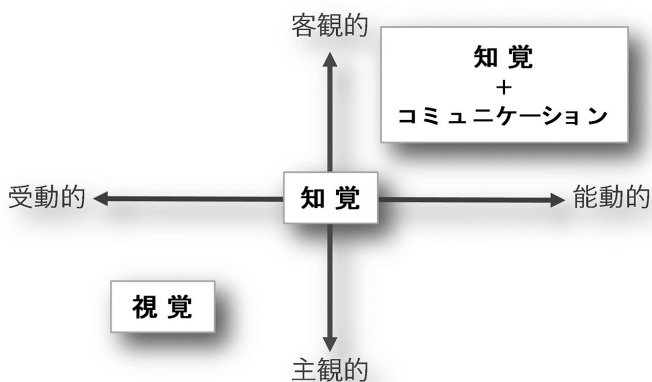 客観的
知覚
+
コミュニケーション
受動的
知覚
能動的
視覚
主観的